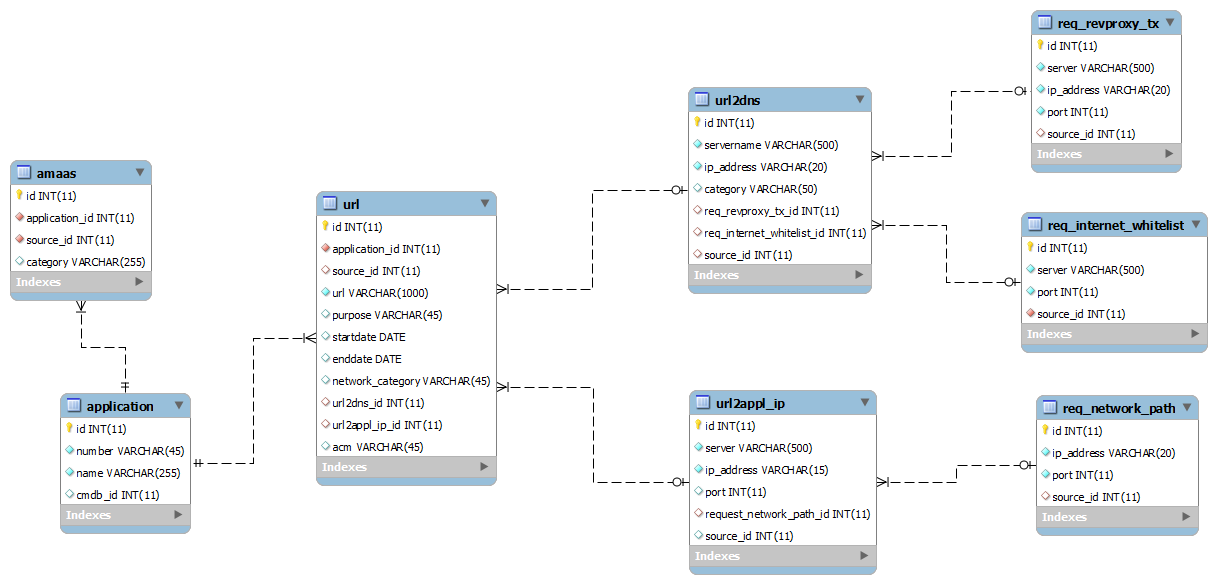 req_revproxy_tx
id INT(11)
server VARCHAR(500)
ip_address VARCHAR(20)
port INT(11)
source_id INT(11)
Indexes
url2dns
id INT(11)
servername VARCHAR(500)
ip_address VARCHAR(20)
category VARCHAR(50)
req_revproxy_tx_id INT(11)
req_internet_whitelist_id INT(11)
source_id INT(11)
Indexes
amaas
id INT(11)
application_id INT(11)
source_id INT(11)
category VARCHAR(255)
Indexes
url
id INT(11)
application_id INT(11)
source_id INT(11)
url VARCHAR(1000)
purpose VARCHAR(45)
startdate DATE
enddate DATE
network_category VARCHAR(45)
url2dns_id INT(11)
url2appl_ip_id INT(11)
acm VARCHAR(45)
Indexes
req_internet_whitelist
id INT(11)
server VARCHAR(500)
port INT(11)
source_id INT(11)
Indexes
application
id INT(11)
number VARCHAR(45)
name VARCHAR(255)
cmdb_id INT(11)
Indexes
url2appl_ip
id INT(11)
server VARCHAR(500)
ip_address VARCHAR(15)
port INT(11)
request_network_path_id INT(11)
source_id INT(11)
Indexes
req_network_path
id INT(11)
ip_address VARCHAR(20)
port INT(11)
source_id INT(11)
Indexes